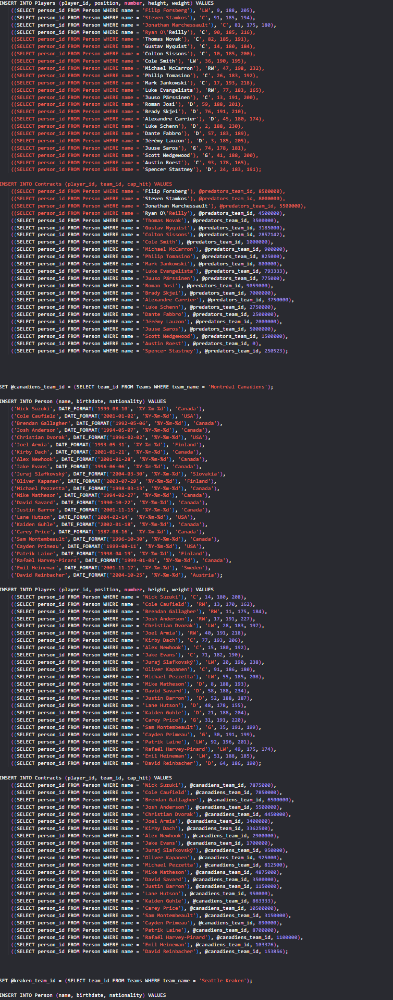 INSERT INTO Players (player_id, position, number, height, weight) VALUES
((SELECT person_id FROM Person WHERE name = 'Filip Forsberg'), 'LW', 9, 188, 205),
((SELECT person_id FROM Person WHERE name = 'Steven Stamkos'), 'C', 91, 185, 194),
((SELECT person_id FROM Person WHERE name = 'Jonathan Marchessault'), 'C', 81, 175, 180),
((SELECT person_id FROM Person WHERE name = 'Ryan O\'Reilly'), 'C', 90, 185, 216),
((SELECT person_id FROM Person WHERE name = 'Thomas Novak'), 'C', 82, 185, 191),
((SELECT person_id FROM Person WHERE name = 'Gustav Nyquist'), 'C', 14, 180, 184),
((SELECT person_id FROM Person WHERE name = 'Colton Sissons'), 'C', 10, 185, 200),
((SELECT person_id FROM Person WHERE name = 'Cole Smith'), 'LW', 36, 190, 195),
((SELECT person_id FROM Person WHERE name = 'Michael McCarron'), 'RW', 47, 198, 232),
((SELECT person_id FROM Person WHERE name = 'Philip Tomasino'), 'C', 26, 183, 192),
((SELECT person_id FROM Person WHERE name = 'Mark Jankowski'), 'C', 17, 193, 218),
((SELECT person_id FROM Person WHERE name = 'Luke Evangelista'), 'RW', 77, 183, 165),
((SELECT person_id FROM Person WHERE name = 'Juuso Pärssinen'), 'C', 13, 191, 200),
((SELECT person_id FROM Person WHERE name = 'Roman Josi'), 'D', 59, 188, 201),
((SELECT person_id FROM Person WHERE name = 'Brady Skjei'), 'D', 76, 191, 210),
((SELECT person_id FROM Person WHERE name = 'Alexandre Carrier'), 'D', 45, 180, 174),
((SELECT person_id FROM Person WHERE name = 'Luke Schenn'), 'D', 2, 188, 230),
((SELECT person_id FROM Person WHERE name = 'Dante Fabbro'), 'D', 57, 183, 189),
((SELECT person_id FROM Person WHERE name = 'Jérémy Lauzon'), 'D', 3, 185, 205),
((SELECT person_id FROM Person WHERE name = 'Juuse Saros'), 'G', 74, 178, 181),
((SELECT person_id FROM Person WHERE name = 'Scott Wedgewood'), 'G', 41, 188, 200),
((SELECT person_id FROM Person WHERE name = 'Austin Roest'), 'C', 93, 178, 165),
((SELECT person_id FROM Person WHERE name = 'Spencer Stastney'), 'D', 24, 183, 191);
INSERT INTO Contracts (player_id, team_id, cap_hit) VALUES
((SELECT person_id FROM Person WHERE name = 'Filip Forsberg'), @predators_team_id, 8500000),
((SELECT person_id FROM Person WHERE name = 'Steven Stamkos'), @predators_team_id, 8000000),
((SELECT person_id FROM Person WHERE name = 'Jonathan Marchessault'), @predators_team_id, 5500000),
((SELECT person_id FROM Person WHERE name = 'Ryan O\'Reilly'), @predators_team_id, 4500000),
((SELECT person_id FROM Person WHERE name = 'Thomas Novak'), @predators_team_id, 3500000),
((SELECT person_id FROM Person WHERE name = 'Gustav Nyquist'), @predators_team_id, 3185000),
((SELECT person_id FROM Person WHERE name = 'Colton Sissons'), @predators_team_id, 2857142),
((SELECT person_id FROM Person WHERE name = 'Cole Smith'), @predators_team_id, 1000000),
((SELECT person_id FROM Person WHERE name = 'Michael McCarron'), @predators_team_id, 900000),
((SELECT person_id FROM Person WHERE name = 'Philip Tomasino'), @predators_team_id, 825000),
((SELECT person_id FROM Person WHERE name = 'Mark Jankowski'), @predators_team_id, 800000),
((SELECT person_id FROM Person WHERE name = 'Luke Evangelista'), @predators_team_id, 793333),
((SELECT person_id FROM Person WHERE name = 'Juuso Pärssinen'), @predators_team_id, 775000),
((SELECT person_id FROM Person WHERE name = 'Roman Josi'), @predators_team_id, 9059000),
((SELECT person_id FROM Person WHERE name = 'Brady Skjei'), @predators_team_id, 7000000),
((SELECT person_id FROM Person WHERE name = 'Alexandre Carrier'), @predators_team_id, 3750000),
((SELECT person_id FROM Person WHERE name = 'Luke Schenn'), @predators_team_id, 2750000),
((SELECT person_id FROM Person WHERE name = 'Dante Fabbro'), @predators_team_id, 2500000),
((SELECT person_id FROM Person WHERE name = 'Jérémy Lauzon'), @predators_team_id, 2000000),
((SELECT person_id FROM Person WHERE name = 'Juuse Saros'), @predators_team_id, 5000000),
((SELECT person_id FROM Person WHERE name = 'Scott Wedgewood'), @predators_team_id, 1500000),
((SELECT person_id FROM Person WHERE name = 'Austin Roest'), @predators_team_id, 0),
((SELECT person_id FROM Person WHERE name = 'Spencer Stastney'), @predators_team_id, 250523);
SET @canadiens_team_id = (SELECT team_id FROM Teams WHERE team_name = 'Montréal Canadiens');
INSERT INTO Person (name, birthdate, nationality) VALUES
('Nick Suzuki', DATE_FORMAT('1999-08-10', '%Y-%m-%d'), 'Canada'),
('Cole Caufield', DATE_FORMAT('2001-01-02', '%Y-%m-%d'), 'USA'),
('Brendan Gallagher', DATE_FORMAT('1992-05-06', '%Y-%m-%d'), 'Canada'),
('Josh Anderson', DATE_FORMAT('1994-05-07', '%Y-%m-%d'), 'Canada'),
('Christian Dvorak', DATE_FORMAT('1996-02-02', '%Y-%m-%d'), 'USA'),
('Joel Armia', DATE_FORMAT('1993-05-31', '%Y-%m-%d'), 'Finland'),
('Kirby Dach', DATE_FORMAT('2001-01-21', '%Y-%m-%d'), 'Canada'),
('Alex Newhook', DATE_FORMAT('2001-01-28', '%Y-%m-%d'), 'Canada'),
('Jake Evans', DATE_FORMAT('1996-06-06', '%Y-%m-%d'), 'Canada'),
('Juraj Slafkovský', DATE_FORMAT('2004-03-30', '%Y-%m-%d'), 'Slovakia'),
('Oliver Kapanen', DATE_FORMAT('2003-07-29', '%Y-%m-%d'), 'Finland'),
('Michael Pezzetta', DATE_FORMAT('1998-03-13', '%Y-%m-%d'), 'Canada'),
('Mike Matheson', DATE_FORMAT('1994-02-27', '%Y-%m-%d'), 'Canada'),
('David Savard', DATE_FORMAT('1990-10-22', '%Y-%m-%d'), 'Canada'),
('Justin Barron', DATE_FORMAT('2001-11-15', '%Y-%m-%d'), 'Canada'),
('Lane Hutson', DATE_FORMAT('2004-02-14', '%Y-%m-%d'), 'USA'),
('Kaiden Guhle', DATE_FORMAT('2002-01-18', '%Y-%m-%d'), 'Canada'),
('Carey Price', DATE_FORMAT('1987-08-16', '%Y-%m-%d'), 'Canada'),
('Sam Montembeault', DATE_FORMAT('1996-10-30', '%Y-%m-%d'), 'Canada'),
('Cayden Primeau', DATE_FORMAT('1999-08-11', '%Y-%m-%d'), 'USA'),
('Patrik Laine', DATE_FORMAT('1998-04-19', '%Y-%m-%d'), 'Finland'),
('Rafaël Harvey-Pinard', DATE_FORMAT('1999-01-06', '%Y-%m-%d'), 'Canada'),
('Emil Heineman', DATE_FORMAT('2001-11-17', '%Y-%m-%d'), 'Sweden'),
('David Reinbacher', DATE_FORMAT('2004-10-25', '%Y-%m-%d'), 'Austria');
INSERT INTO Players (player_id, position, number, height, weight) VALUES
((SELECT person_id FROM Person WHERE name = 'Nick Suzuki'), 'C', 14, 180, 208),
((SELECT person_id FROM Person WHERE name = 'Cole Caufield'), 'RW', 13, 170, 162),
((SELECT person_id FROM Person WHERE name = 'Brendan Gallagher'), 'RW', 11, 175, 184),
((SELECT person_id FROM Person WHERE name = 'Josh Anderson'), 'RW', 17, 191, 227),
((SELECT person_id FROM Person WHERE name = 'Christian Dvorak'), 'LW', 28, 183, 197),
((SELECT person_id FROM Person WHERE name = 'Joel Armia'), 'RW', 40, 191, 218),
((SELECT person_id FROM Person WHERE name = 'Kirby Dach'), 'C', 77, 193, 206),
((SELECT person_id FROM Person WHERE name = 'Alex Newhook'), 'C', 15, 180, 192),
((SELECT person_id FROM Person WHERE name = 'Jake Evans'), 'C', 71, 182, 190),
((SELECT person_id FROM Person WHERE name = 'Juraj Slafkovský'), 'LW', 20, 190, 238),
((SELECT person_id FROM Person WHERE name = 'Oliver Kapanen'), 'C', 91, 186, 180),
((SELECT person_id FROM Person WHERE name = 'Michael Pezzetta'), 'LW', 55, 185, 208),
((SELECT person_id FROM Person WHERE name = 'Mike Matheson'), 'D', 8, 188, 193),
((SELECT person_id FROM Person WHERE name = 'David Savard'), 'D', 58, 188, 234),
((SELECT person_id FROM Person WHERE name = 'Justin Barron'), 'D', 52, 188, 187),
((SELECT person_id FROM Person WHERE name = 'Lane Hutson'), 'D', 48, 178, 155),
((SELECT person_id FROM Person WHERE name = 'Kaiden Guhle'), 'D', 21, 188, 204),
((SELECT person_id FROM Person WHERE name = 'Carey Price'), 'G', 31, 191, 220),
((SELECT person_id FROM Person WHERE name = 'Sam Montembeault'), 'G', 35, 191, 199),
((SELECT person_id FROM Person WHERE name = 'Cayden Primeau'), 'G', 30, 191, 199),
((SELECT person_id FROM Person WHERE name = 'Patrik Laine'), 'LW', 92, 196, 201),
((SELECT person_id FROM Person WHERE name = 'Rafaël Harvey-Pinard'), 'LW', 49, 175, 174),
((SELECT person_id FROM Person WHERE name = 'Emil Heineman'), 'LW', 51, 188, 185),
((SELECT person_id FROM Person WHERE name = 'David Reinbacher'), 'D', 64, 186, 190);
INSERT INTO Contracts (player_id, team_id, cap_hit) VALUES
((SELECT person_id FROM Person WHERE name = 'Nick Suzuki'), @canadiens_team_id, 7875000),
((SELECT person_id FROM Person WHERE name = 'Cole Caufield'), @canadiens_team_id, 7850000),
((SELECT person_id FROM Person WHERE name = 'Brendan Gallagher'), @canadiens_team_id, 6500000),
((SELECT person_id FROM Person WHERE name = 'Josh Anderson'), @canadiens_team_id, 5500000),
((SELECT person_id FROM Person WHERE name = 'Christian Dvorak'), @canadiens_team_id, 4450000),
((SELECT person_id FROM Person WHERE name = 'Joel Armia'), @canadiens_team_id, 3400000),
((SELECT person_id FROM Person WHERE name = 'Kirby Dach'), @canadiens_team_id, 3362500),
((SELECT person_id FROM Person WHERE name = 'Alex Newhook'), @canadiens_team_id, 2900000),
((SELECT person_id FROM Person WHERE name = 'Jake Evans'), @canadiens_team_id, 1700000),
((SELECT person_id FROM Person WHERE name = 'Juraj Slafkovský'), @canadiens_team_id, 950000),
((SELECT person_id FROM Person WHERE name = 'Oliver Kapanen'), @canadiens_team_id, 925000),
((SELECT person_id FROM Person WHERE name = 'Michael Pezzetta'), @canadiens_team_id, 812500),
((SELECT person_id FROM Person WHERE name = 'Mike Matheson'), @canadiens_team_id, 4875000),
((SELECT person_id FROM Person WHERE name = 'David Savard'), @canadiens_team_id, 3500000),
((SELECT person_id FROM Person WHERE name = 'Justin Barron'), @canadiens_team_id, 1150000),
((SELECT person_id FROM Person WHERE name = 'Lane Hutson'), @canadiens_team_id, 950000),
((SELECT person_id FROM Person WHERE name = 'Kaiden Guhle'), @canadiens_team_id, 863333),
((SELECT person_id FROM Person WHERE name = 'Carey Price'), @canadiens_team_id, 10500000),
((SELECT person_id FROM Person WHERE name = 'Sam Montembeault'), @canadiens_team_id, 3150000),
((SELECT person_id FROM Person WHERE name = 'Cayden Primeau'), @canadiens_team_id, 890000),
((SELECT person_id FROM Person WHERE name = 'Patrik Laine'), @canadiens_team_id, 8700000),
((SELECT person_id FROM Person WHERE name = 'Rafaël Harvey-Pinard'), @canadiens_team_id, 1100000),
((SELECT person_id FROM Person WHERE name = 'Emil Heineman'), @canadiens_team_id, 103376),
((SELECT person_id FROM Person WHERE name = 'David Reinbacher'), @canadiens_team_id, 153856);
SET @kraken_team_id = (SELECT team_id FROM Teams WHERE team_name = 'Seattle Kraken');
INSERT INTO Person (name, birthdate, nationality) VALUES